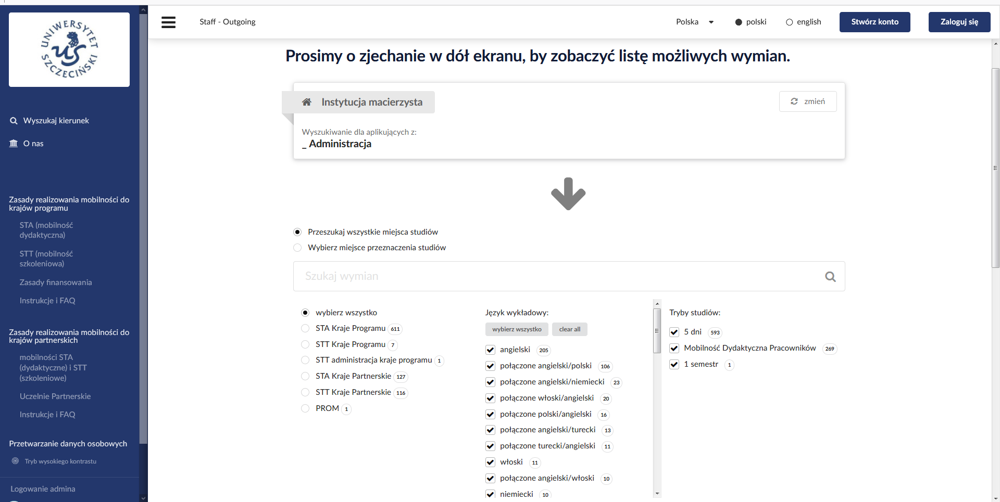 UNIWERSYTET SZCZECIŃSKI
US
Staff - Outgoing
Polska
polski
english
Stwórz konto
Zaloguj się
Wyszukaj kierunek
O nas
Zasady realizowania mobilności do
krajów programu
STA (mobilność
dydaktyczna)
STT (mobilność
szkoleniowa)
Zasady finansowania
Instrukcje i FAQ
Zasady realizowania mobilności do
krajów partnerskich
mobilności STA
(dydaktyczne) i STT
(szkoleniowe)
Uczelnie Partnerskie
Instrukcje i FAQ
Przetwarzanie danych osobowych
Tryb wysokiego kontrastu
Logowanie admina
Prosimy o zjechanie w dół ekranu, by zobaczyć listę możliwych wymian.
Instytucja macierzysta
zmień
Wyszukiwanie dla aplikujących z:
_ Administracja
Przeszukaj wszystkie miejsca studiów
Wybierz miejsce przeznaczenia studiów
Szukaj wymian
wybierz wszystko
STA Kraje Programu 611
STT Kraje Programu 7
STT administracja kraje programu 1
STA Kraje Partnerskie 127
STT Kraje Partnerskie 116
PROM 1
Język wykładowy:
wybierz wszystko clear all
angielski 205
połączone angielski/polski 106
połączone angielski/niemiecki 23
połączone włoski/angielski 20
połączone polski/angielski 16
połączone angielski/turecki 13
połączone turecki/angielski 11
włoski 11
połączone angielski/włoski 10
niemiecki 10
Tryby studiów:
5 dni 593
Mobilność Dydaktyczna Pracowników 269
1 semestr 1